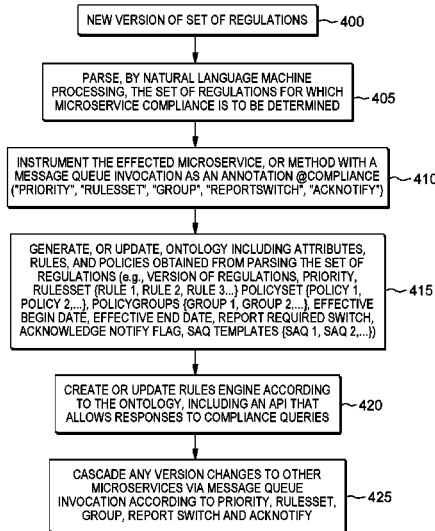 NEW VERSION OF SET OF REGULATIONS
400
PARSE, BY NATURAL LANGUAGE MACHINE
PROCESSING, THE SET OF REGULATIONS FOR WHICH
MICROSERVICE COMPLIANCE IS TO BE DETERMINED
405
INSTRUMENT THE EFFECTED MICROSERVICE, OR METHOD WITH A
MESSAGE QUEUE INVOCATION AS AN ANNOTATION @COMPLIANCE
("PRIORITY", "RULESSET", "GROUP", "REPORTSWITCH", "ACKNOTIFY")
410
GENERATE, OR UPDATE, ONTOLOGY INCLUDING ATTRIBUTES,
RULES, AND POLICIES OBTAINED FROM PARSING THE SET OF
REGULATIONS (e.g., VERSION OF REGULATIONS, PRIORITY,
RULESSET {RULE 1, RULE 2, RULE 3...} POLICYSET {POLICY 1,
POLICY 2,...}, POLICYGROUPS {GROUP 1, GROUP 2,...}, EFFECTIVE
BEGIN DATE, EFFECTIVE END DATE, REPORT REQUIRED SWITCH,
ACKNOWLEDGE NOTIFY FLAG, SAQ TEMPLATES {SAQ 1, SAQ 2,...})
415
CREATE OR UPDATE RULES ENGINE ACCORDING
TO THE ONTOLOGY, INCLUDING AN API THAT
ALLOWS RESPONSES TO COMPLIANCE QUERIES
420
CASCADE ANY VERSION CHANGES TO OTHER
MICROSERVICES VIA MESSAGE QUEUE
INVOCATION ACCORDING TO PRIORITY, RULESSET,
GROUP, REPORT SWITCH AND ACKNOTIFY
425